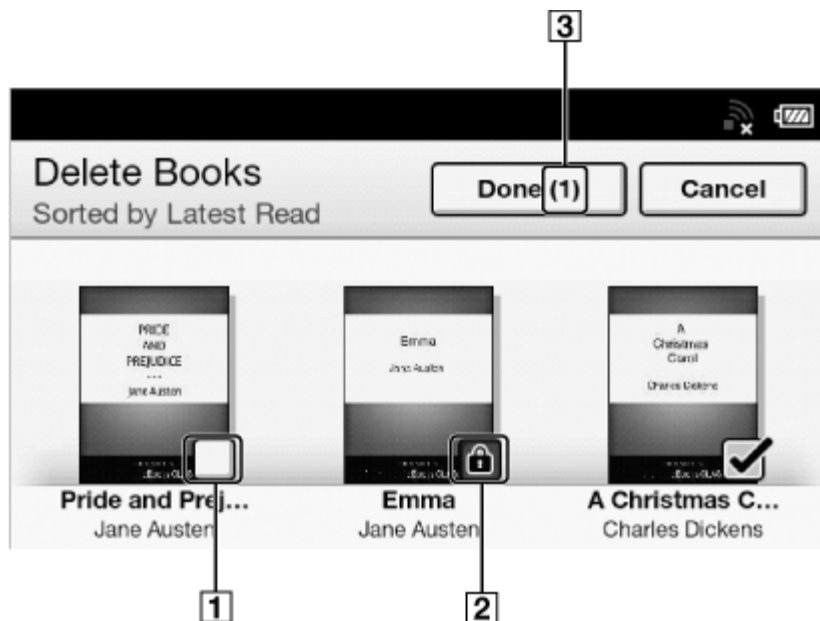 3
Delete Books
Sorted by Latest Read
Done (1)
Cancel
PRIDE
AND
PREJUDICE
---
Jane Austen
Emma
Jane Austen
A
Christmas
Carol
Charles Dickens
Pride and Prej...
Jane Austen
Emma
Jane Austen
A Christmas C...
Charles Dickens
1
2